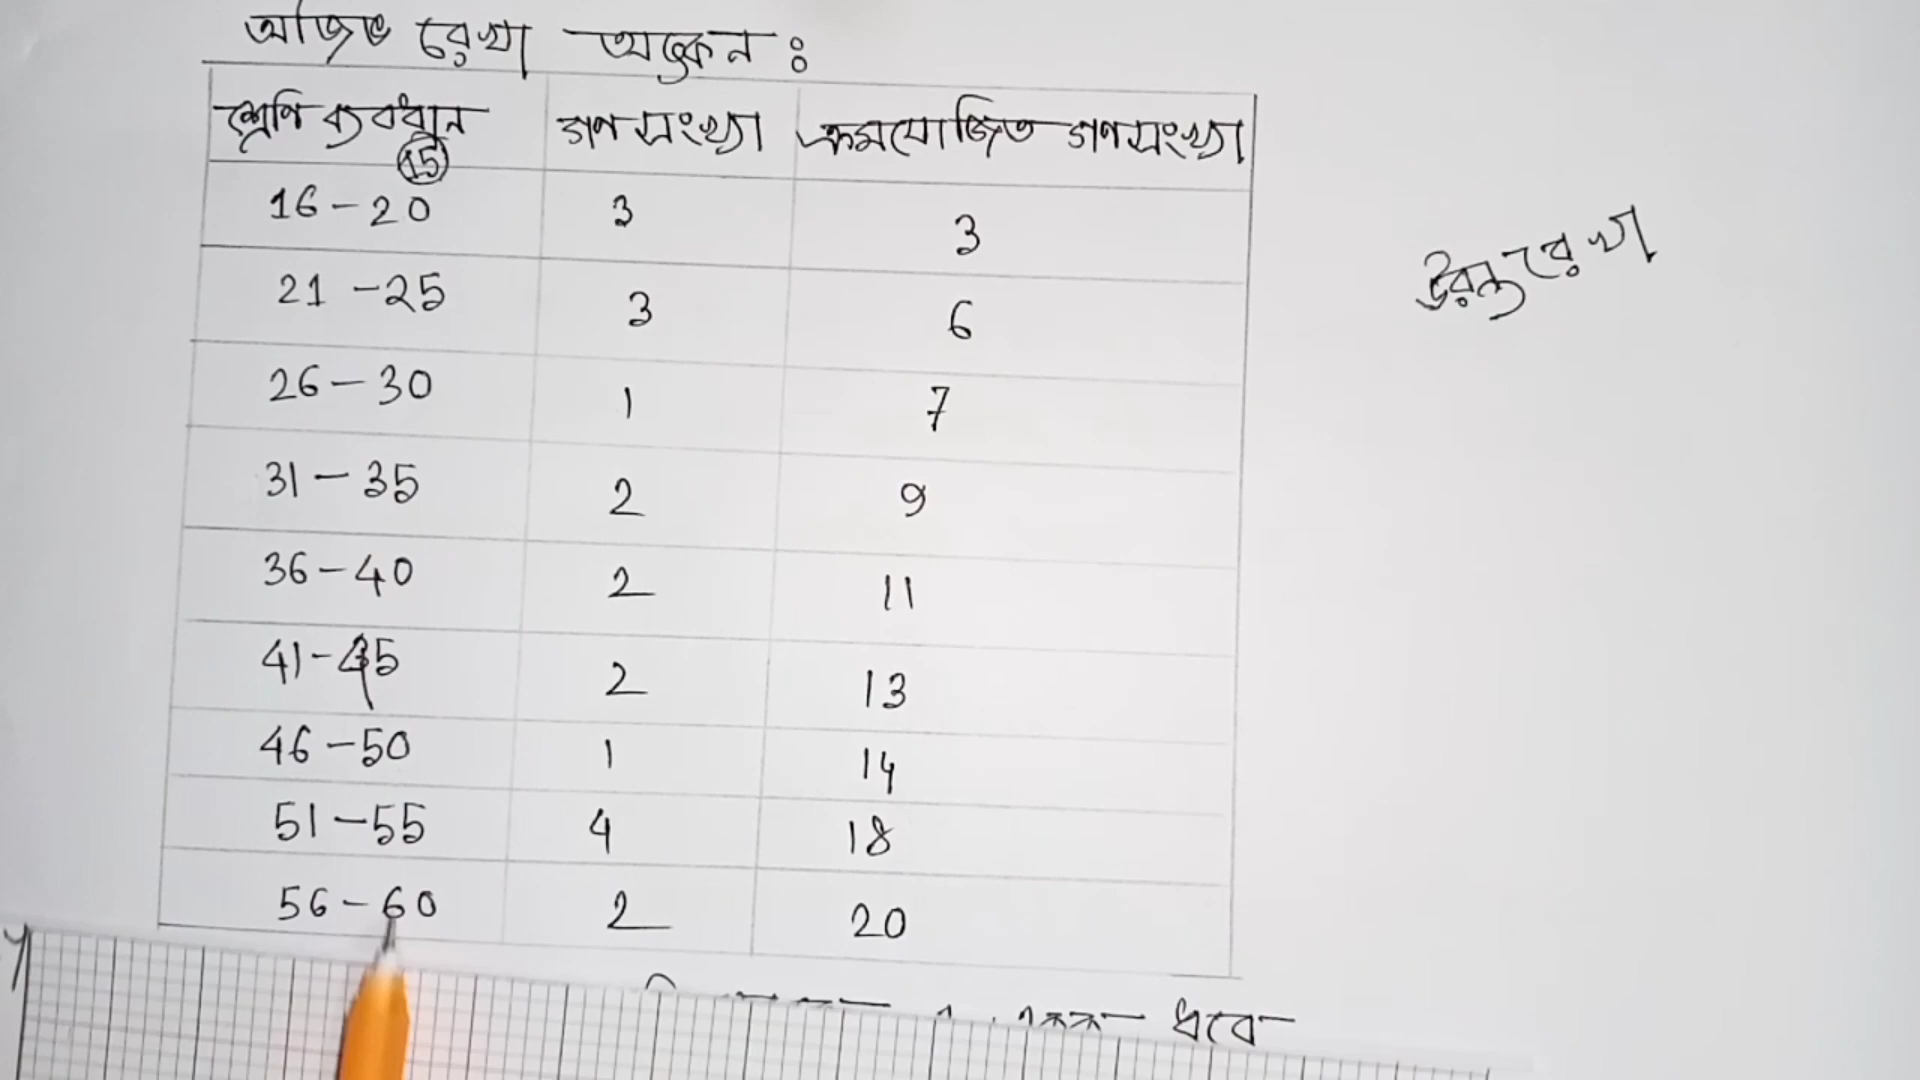 অজিভ রেখা অঙ্কন ঃ
শ্রেণি ব্যবধান গণসংখ্যা ক্রমযোজিত গণসংখ্যা
15
16 - 20 3 3
21 - 25 3 6
26 - 30 1 7
31 - 35 2 9
36 - 40 2 11
41 - 45 2 13
46 - 50 1 14
51 - 55 4 18
56 - 60 2 20
রেখা
ধরে
y